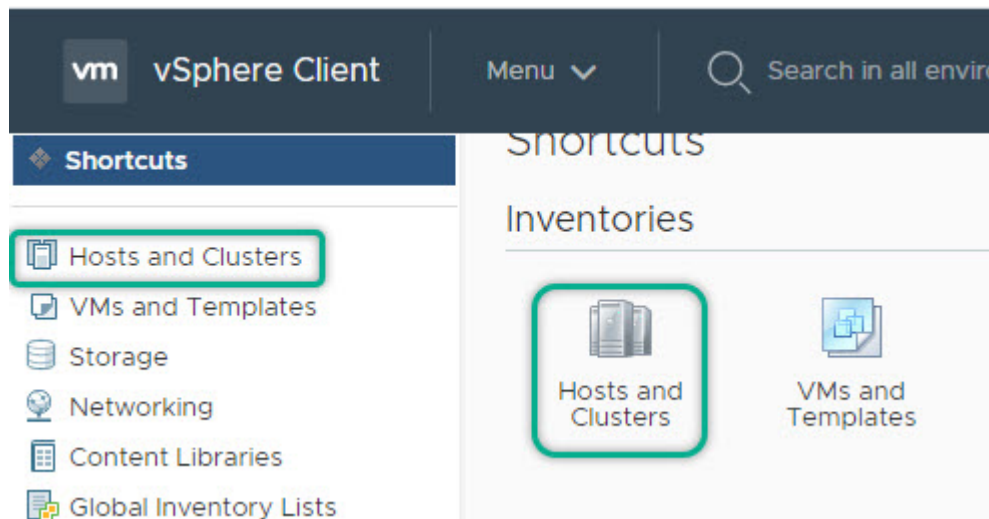 vm vSphere Client Menu Search in all
Shortcuts
Hosts and Clusters
VMs and Templates
Storage
Networking
Content Libraries
Global Inventory Lists
Shortcuts
Inventories
Hosts and
Clusters
VMs and
Templates